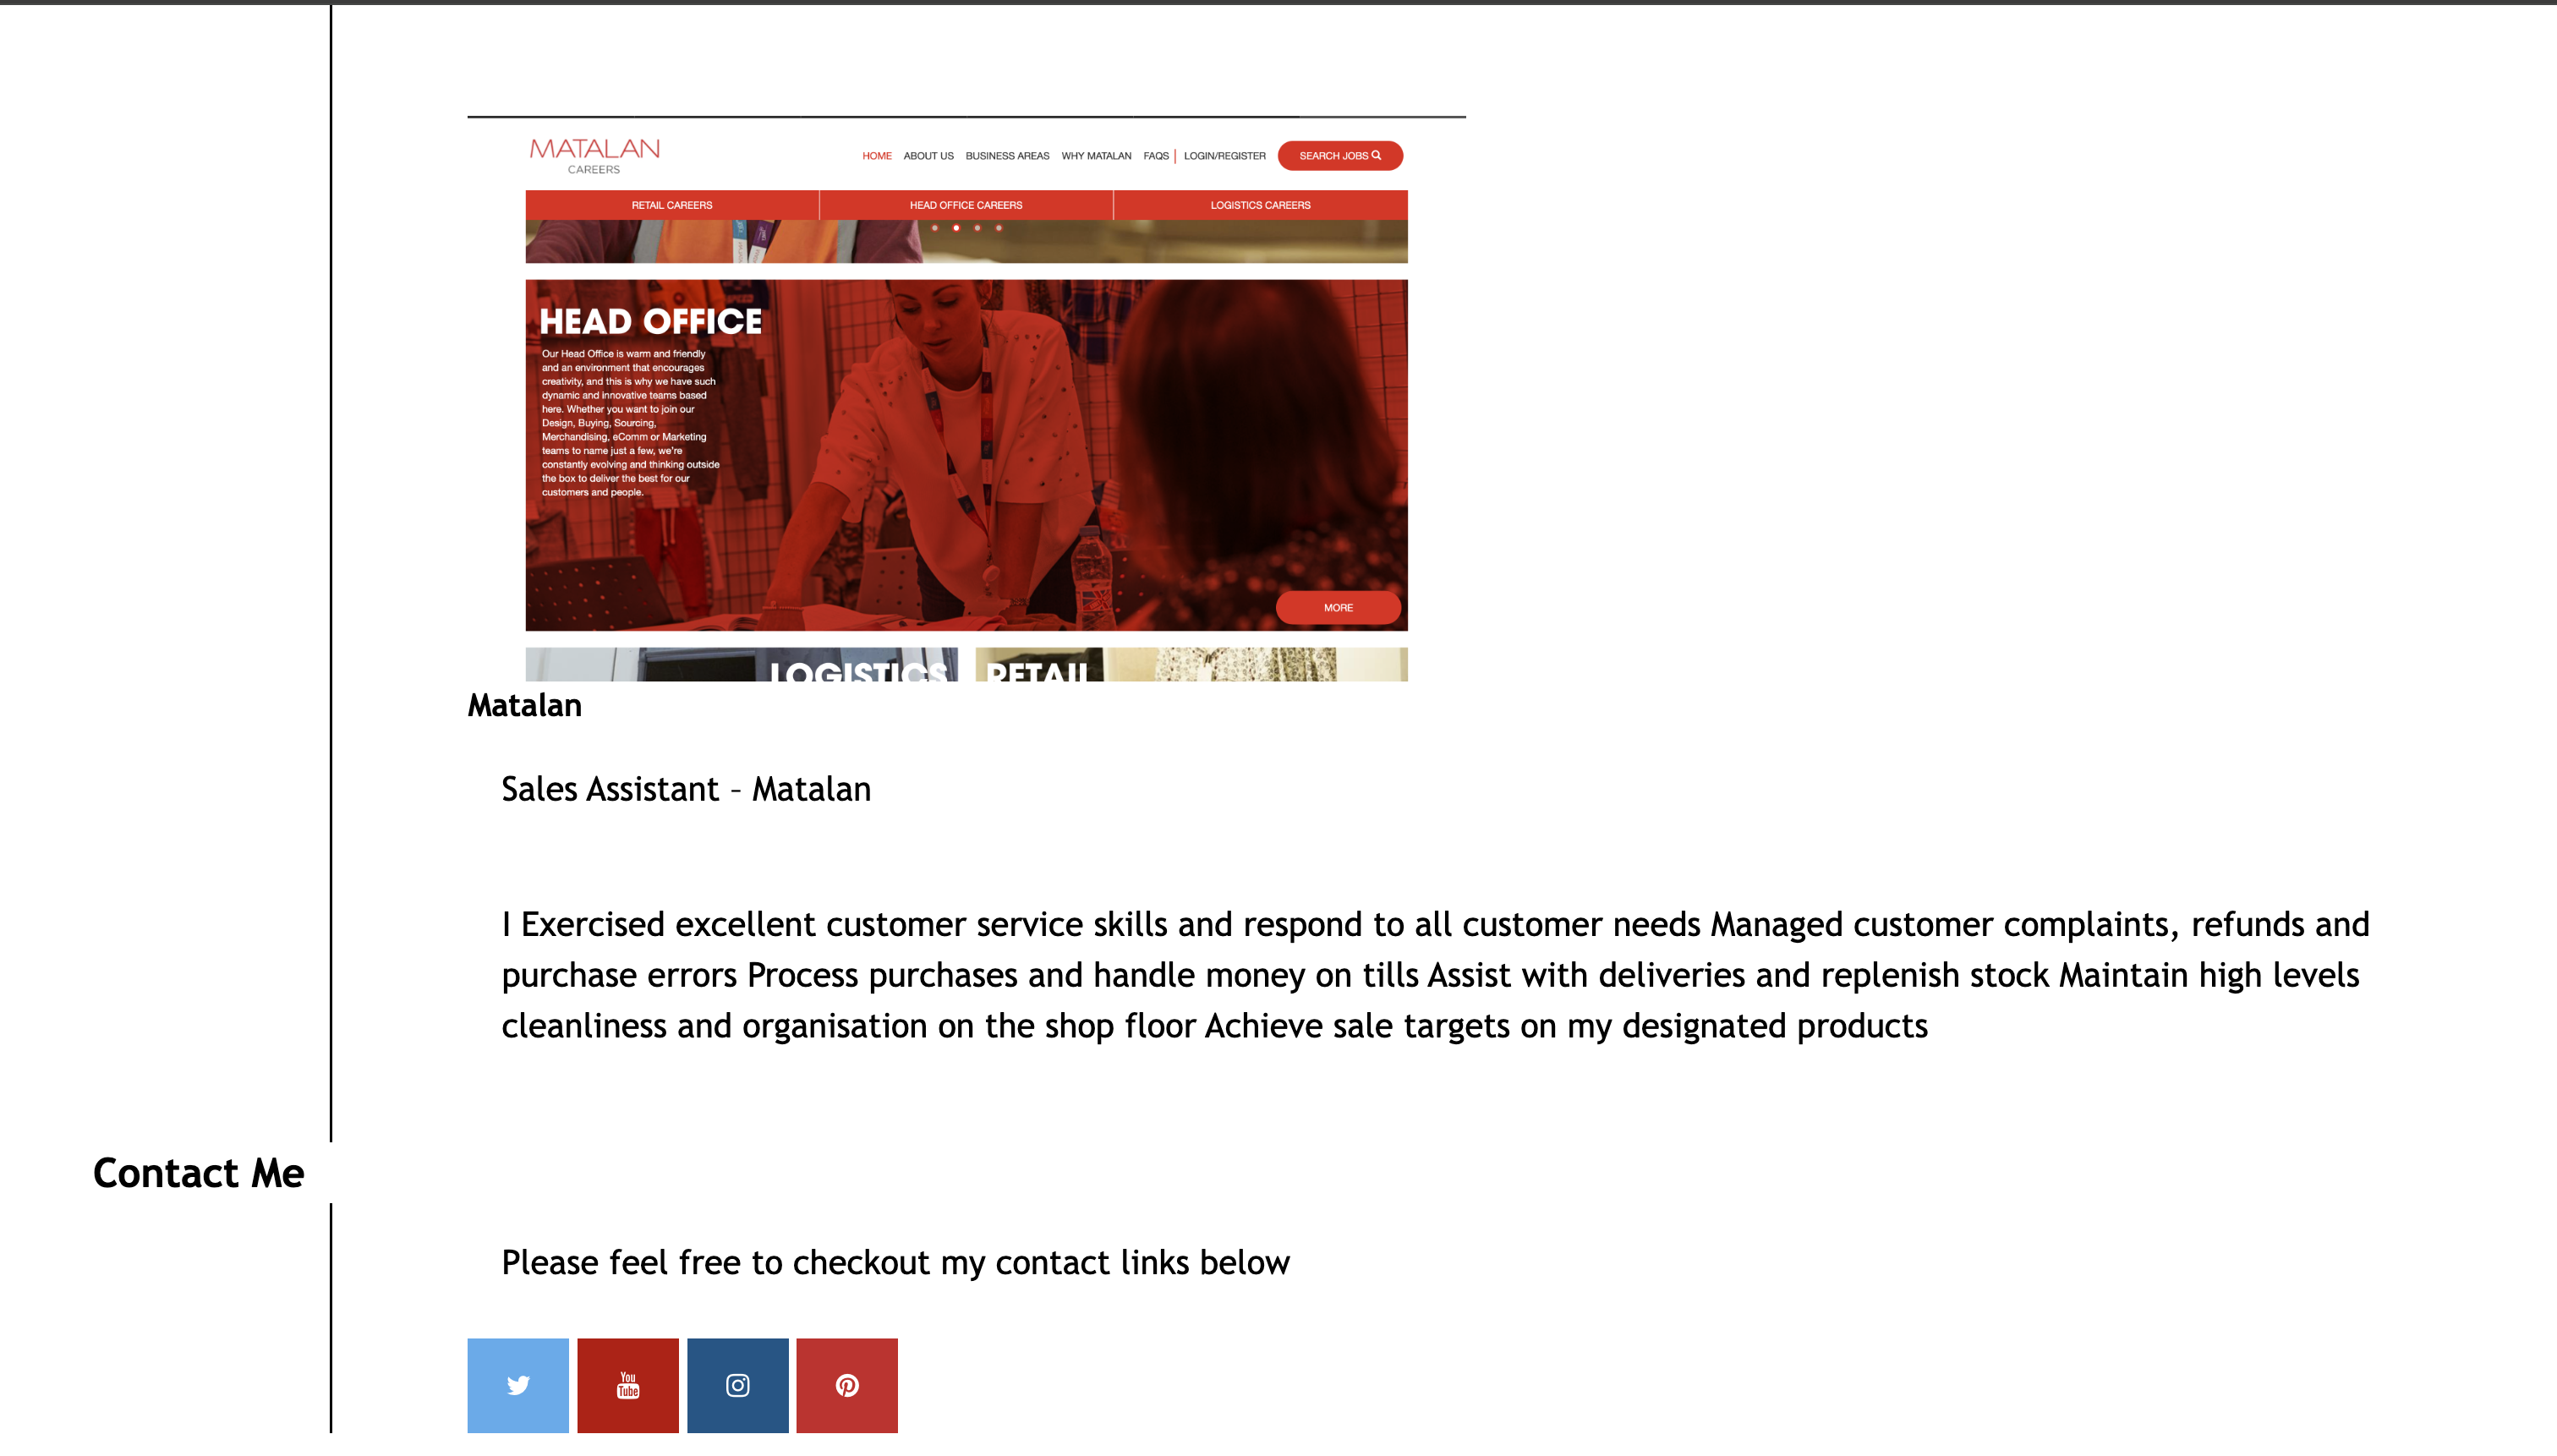 MATALAN
CAREERS
HOME ABOUT US BUSINESS AREAS WHY MATALAN FAQS LOGIN/REGISTER SEARCH JOBS
RETAIL CAREERS HEAD OFFICE CAREERS LOGISTICS CAREERS
HEAD OFFICE
Our Head Office is warm and friendly
and an environment that encourages
creativity, and this is why we have such
dynamic and innovative teams based
here. Whether you want to join our
Design, Buying, Sourcing,
Merchandising, eComm or Marketing
teams to name just a few, we're
constantly evolving and thinking outside
the box to deliver the best for our
customers and people.
MORE
LOGISTICS RETAIL
Matalan
Sales Assistant – Matalan
I Exercised excellent customer service skills and respond to all customer needs Managed customer complaints, refunds and
purchase errors Process purchases and handle money on tills Assist with deliveries and replenish stock Maintain high levels
cleanliness and organisation on the shop floor Achieve sale targets on my designated products
Contact Me
Please feel free to checkout my contact links below
You
Tube